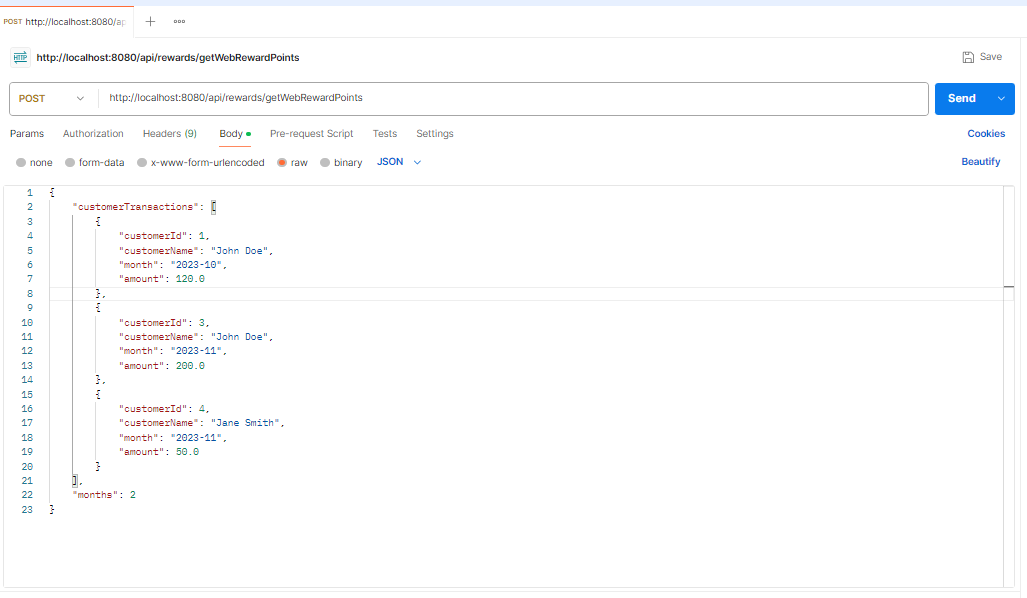 POST http://localhost:8080/ap
HTTP http://localhost:8080/api/rewards/getWebRewardPoints
Save
POST http://localhost:8080/api/rewards/getWebRewardPoints Send
Params Authorization Headers (9) Body Pre-request Script Tests Settings Cookies
none form-data x-www-form-urlencoded raw binary JSON Beautify
1 {
2 "customerTransactions": [
3 {
4 "customerId": 1,
5 "customerName": "John Doe",
6 "month": "2023-10",
7 "amount": 120.0
8 },
9 {
10 "customerId": 3,
11 "customerName": "John Doe",
12 "month": "2023-11",
13 "amount": 200.0
14 },
15 {
16 "customerId": 4,
17 "customerName": "Jane Smith",
18 "month": "2023-11",
19 "amount": 50.0
20 }
21 ],
22 "months": 2
23 }